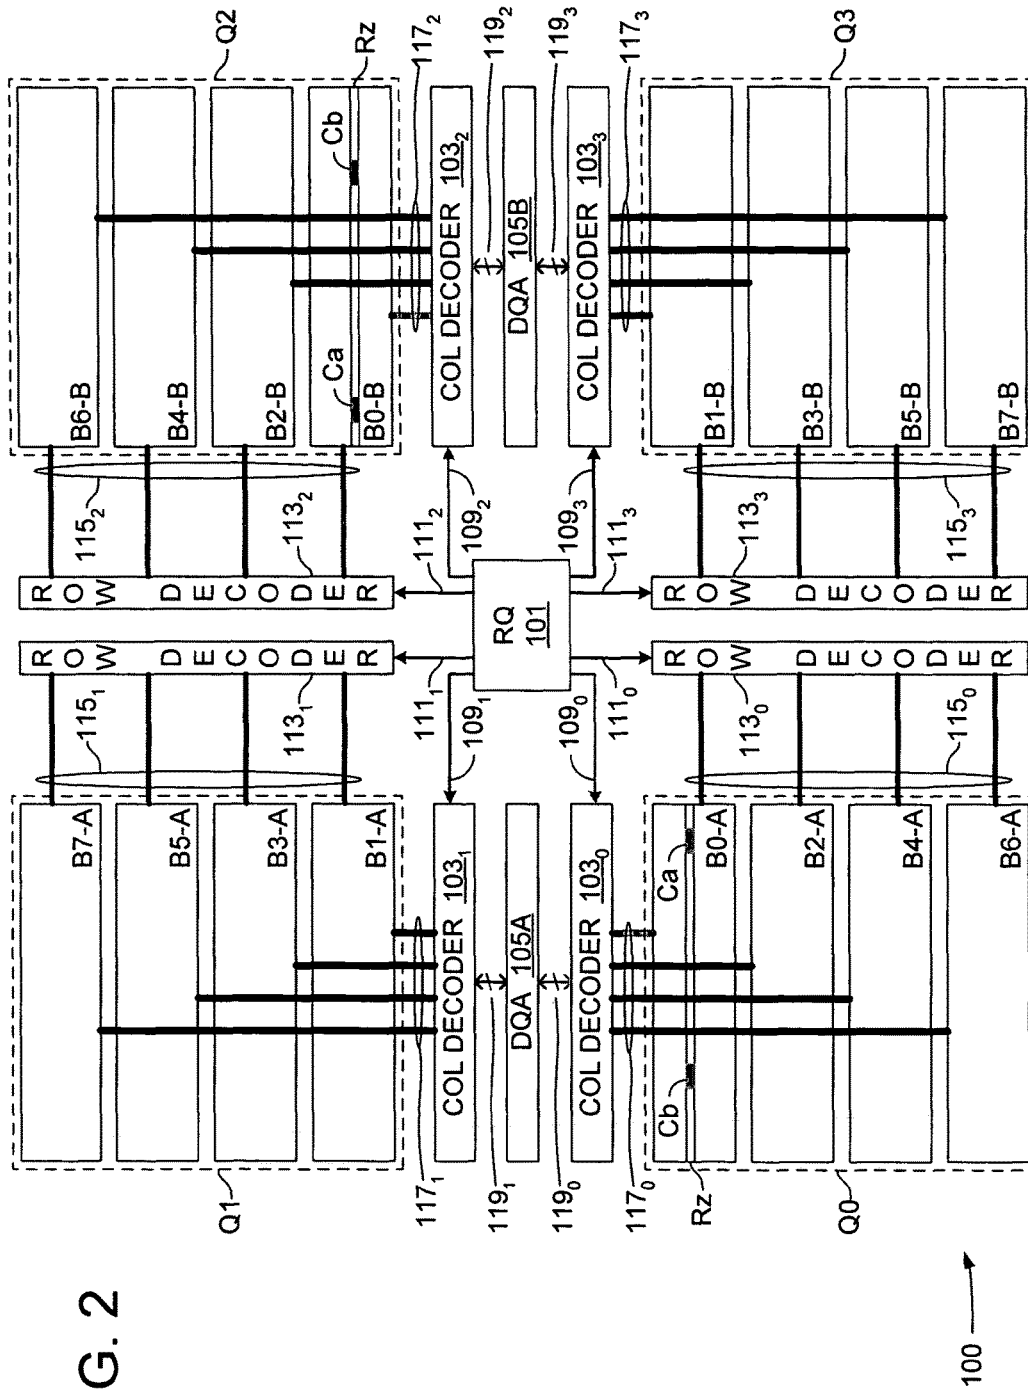 Q2
Rz
117₂
119₂
119₃
117₃
Q3
B6-B
B4-B
B2-B
B0-B
Ca
Cb
COL DECODER 103₂
DQA 105B
COL DECODER 103₃
B1-B
B3-B
B5-B
B7-B
115₂
113₂
111₂
109₂
109₃
111₃
113₃
115₃
ROW DECODER
ROW DECODER
RQ
101
ROW DECODER
ROW DECODER
115₁
113₁
111₁
109₁
109₀
111₀
113₀
115₀
B7-A
B5-A
B3-A
B1-A
COL DECODER 103₁
DQA 105A
COL DECODER 103₀
Ca
Cb
B0-A
B2-A
B4-A
B6-A
Q1
117₁
119₁
119₀
117₀
Rz
Q0
G. 2
100